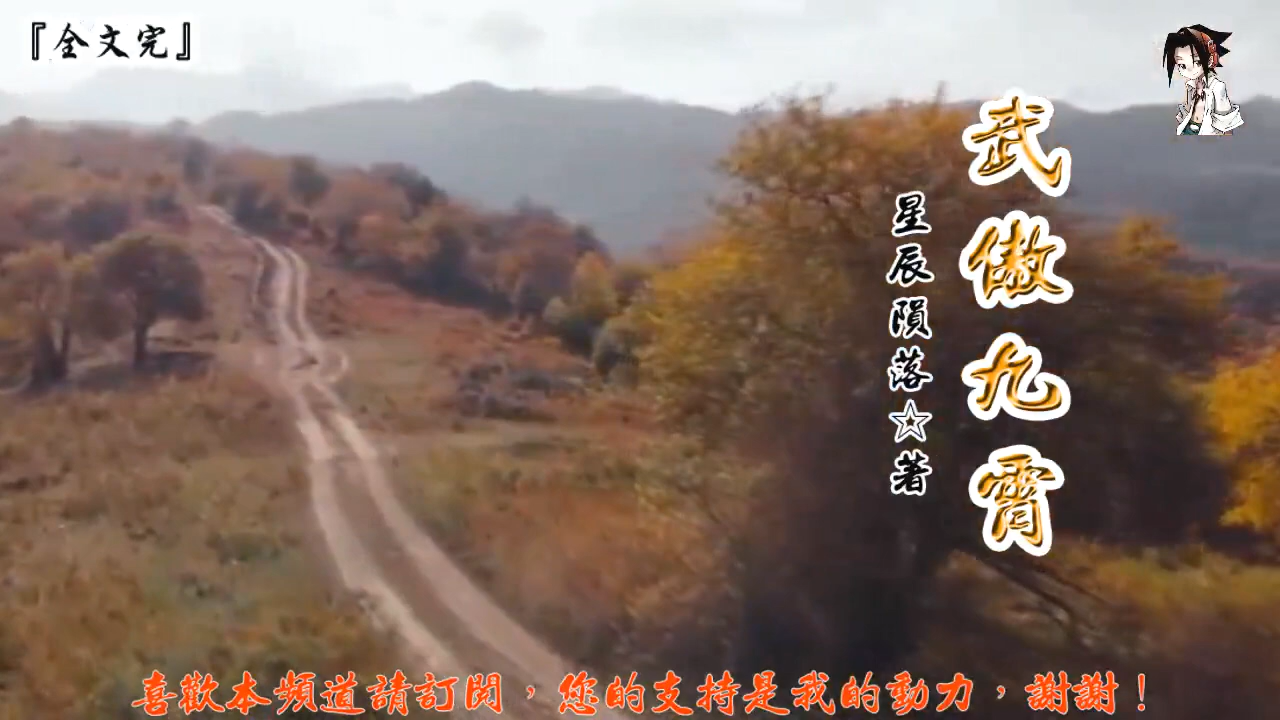 『全文完』
武傲九霄
星辰隕落☆著
喜歡本頻道請訂閱，您的支持是我的動力，謝謝！